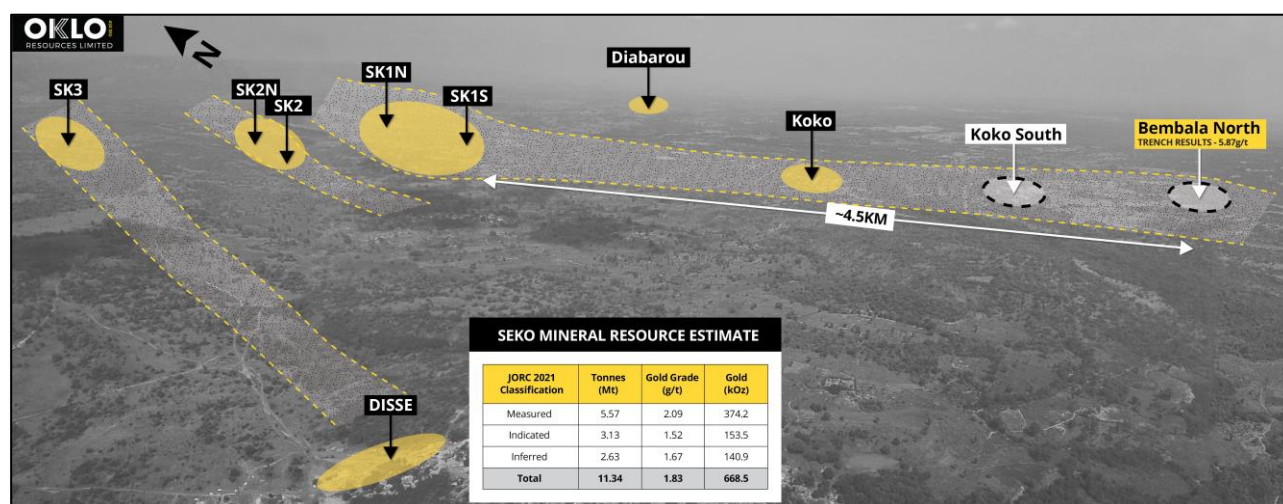 OKLO
RESOURCES LIMITED
N
SK3
SK2N
SK2
SK1N
SK1S
Diabarou
Koko
Koko South
Bembala North
TRENCH RESULTS - 5.87g/t
~4.5KM
DISSE
SEKO MINERAL RESOURCE ESTIMATE
JORC 2021 Classification Tonnes (Mt) Gold Grade (g/t) Gold (kOz)
Measured 5.57 2.09 374.2
Indicated 3.13 1.52 153.5
Inferred 2.63 1.67 140.9
Total 11.34 1.83 668.5